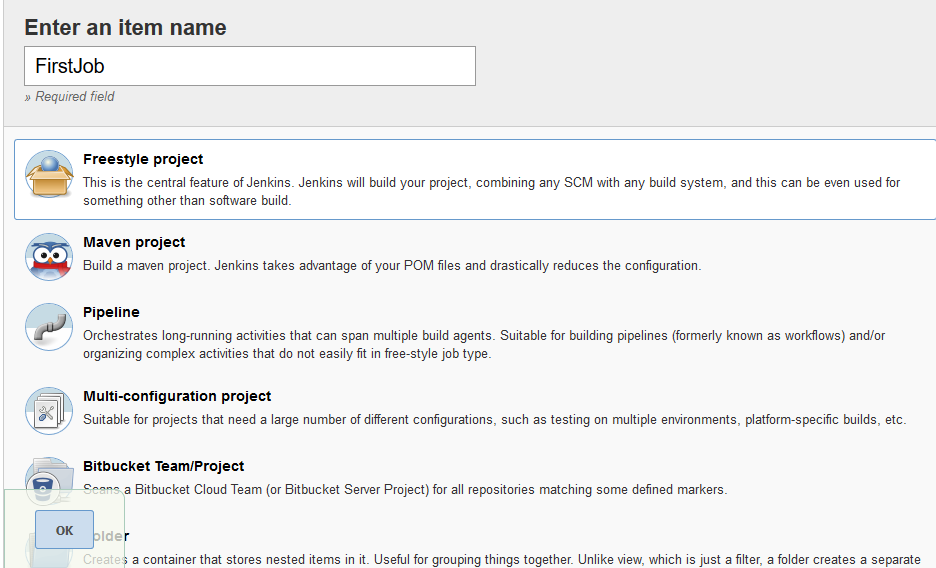 Enter an item name
FirstJob
» Required field
Freestyle project
This is the central feature of Jenkins. Jenkins will build your project, combining any SCM with any build system, and this can be even used for
something other than software build.
Maven project
Build a maven project. Jenkins takes advantage of your POM files and drastically reduces the configuration.
Pipeline
Orchestrates long-running activities that can span multiple build agents. Suitable for building pipelines (formerly known as workflows) and/or
organizing complex activities that do not easily fit in free-style job type.
Multi-configuration project
Suitable for projects that need a large number of different configurations, such as testing on multiple environments, platform-specific builds, etc.
Bitbucket Team/Project
Scans a Bitbucket Cloud Team (or Bitbucket Server Project) for all repositories matching some defined markers.
OK
Folder
Creates a container that stores nested items in it. Useful for grouping things together. Unlike view, which is just a filter, a folder creates a separate